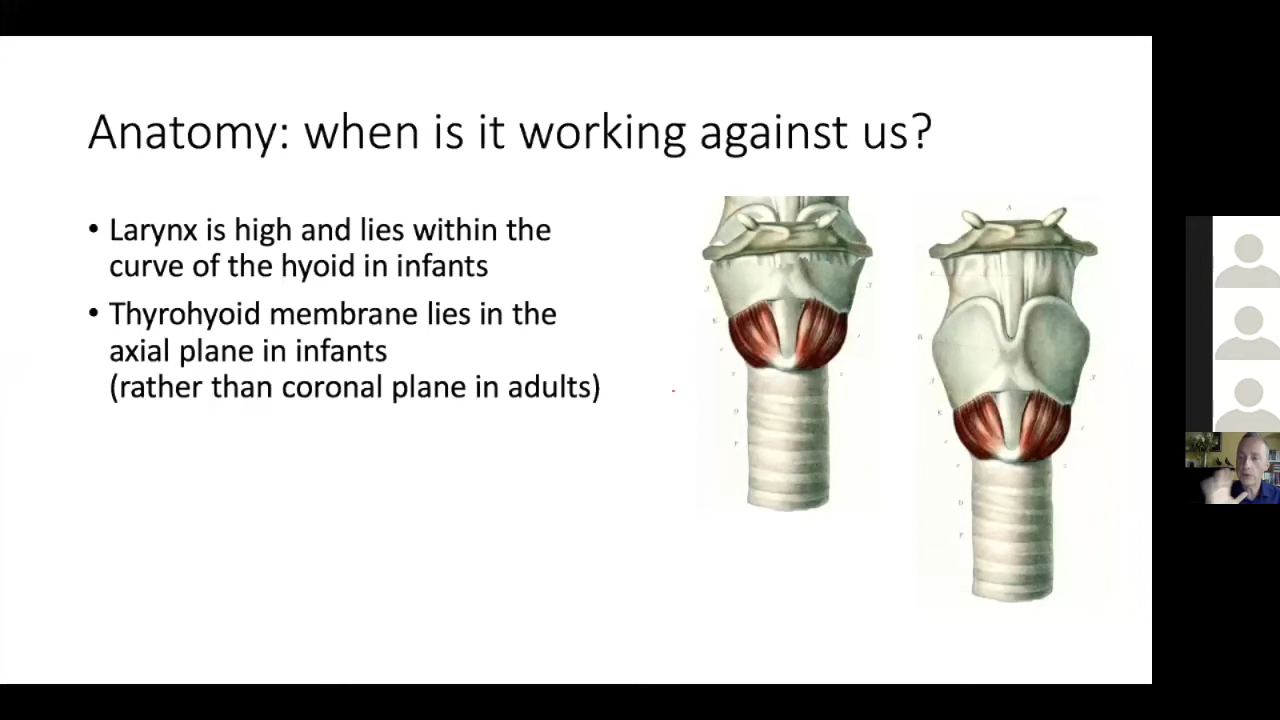 Anatomy: when is it working against us?
• Larynx is high and lies within the
curve of the hyoid in infants
• Thyrohyoid membrane lies in the
axial plane in infants
(rather than coronal plane in adults)